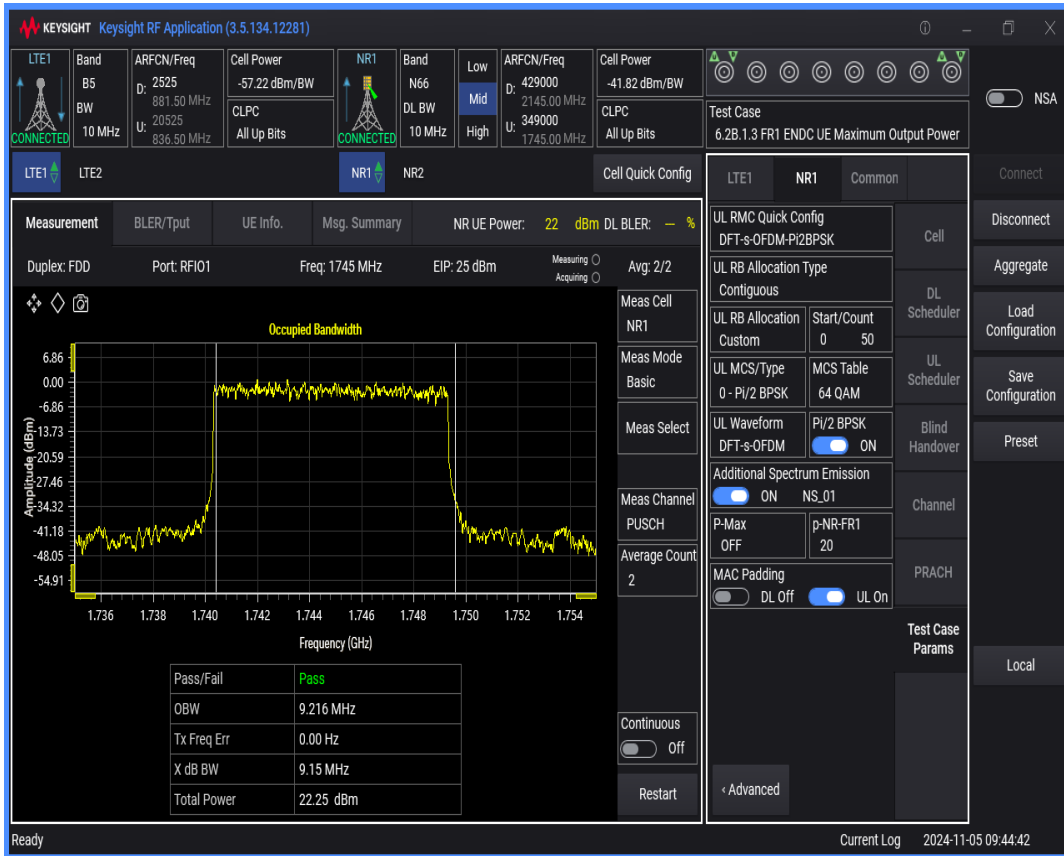 KEYSIGHT Keysight RF Application (3.5.134.12281)
LTE1
CONNECTED
Band
B5
BW
10 MHz
ARFCN/Freq
D: 2525
881.50 MHz
U: 20525
836.50 MHz
Cell Power
-57.22 dBm/BW
CLPC
All Up Bits
NR1
CONNECTED
Band
N66
DL BW
10 MHz
Low
Mid
High
ARFCN/Freq
D: 429000
2145.00 MHz
U: 349000
1745.00 MHz
Cell Power
-41.82 dBm/BW
CLPC
All Up Bits
Test Case
6.2B.1.3 FR1 ENDC UE Maximum Output Power
NSA
LTE1 LTE2 NR1 NR2 Cell Quick Config
Measurement BLER/Tput UE Info. Msg. Summary NR UE Power: 22 dBm DL BLER: — %
Duplex: FDD Port: RFIO1 Freq: 1745 MHz EIP: 25 dBm Measuring Acquiring Avg: 2/2
Occupied Bandwidth
6.86
0.00
-6.86
-13.73
-20.59
-27.46
-34.32
-41.18
-48.05
-54.91
Amplitude (dBm)
1.736 1.738 1.740 1.742 1.744 1.746 1.748 1.750 1.752 1.754
Frequency (GHz)
Pass/Fail Pass
OBW 9.216 MHz
Tx Freq Err 0.00 Hz
X dB BW 9.15 MHz
Total Power 22.25 dBm
Meas Cell
NR1
Meas Mode
Basic
Meas Select
Meas Channel
PUSCH
Average Count
2
Continuous
Off
Restart
LTE1 NR1 Common
UL RMC Quick Config
DFT-s-OFDM-Pi2BPSK
UL RB Allocation Type
Contiguous
UL RB Allocation
Custom
Start/Count
0 50
UL MCS/Type
0 - Pi/2 BPSK
MCS Table
64 QAM
UL Waveform
DFT-s-OFDM
Pi/2 BPSK
ON
Additional Spectrum Emission
ON NS_01
P-Max
OFF
p-NR-FR1
20
MAC Padding
DL Off UL On
‹ Advanced
Cell
DL
Scheduler
UL
Scheduler
Blind
Handover
Channel
PRACH
Test Case
Params
Connect
Disconnect
Aggregate
Load
Configuration
Save
Configuration
Preset
Local
Ready Current Log 2024-11-05 09:44:42